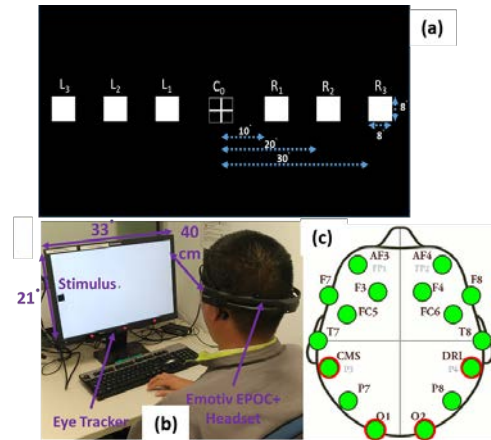 (a)
L3 L2 L1 C0 R1 R2 R3
8°
8°
10°
20°
30°
33°
40 cm
21°
Stimulus
Eye Tracker
Emotiv EPOC+ Headset
(b)
(c)
AF3 AF4
FP1 FP2
F7 F3 F4 F8
FC5 FC6
T7 T8
CMS DRL
P3 P4
P7 P8
O1 O2